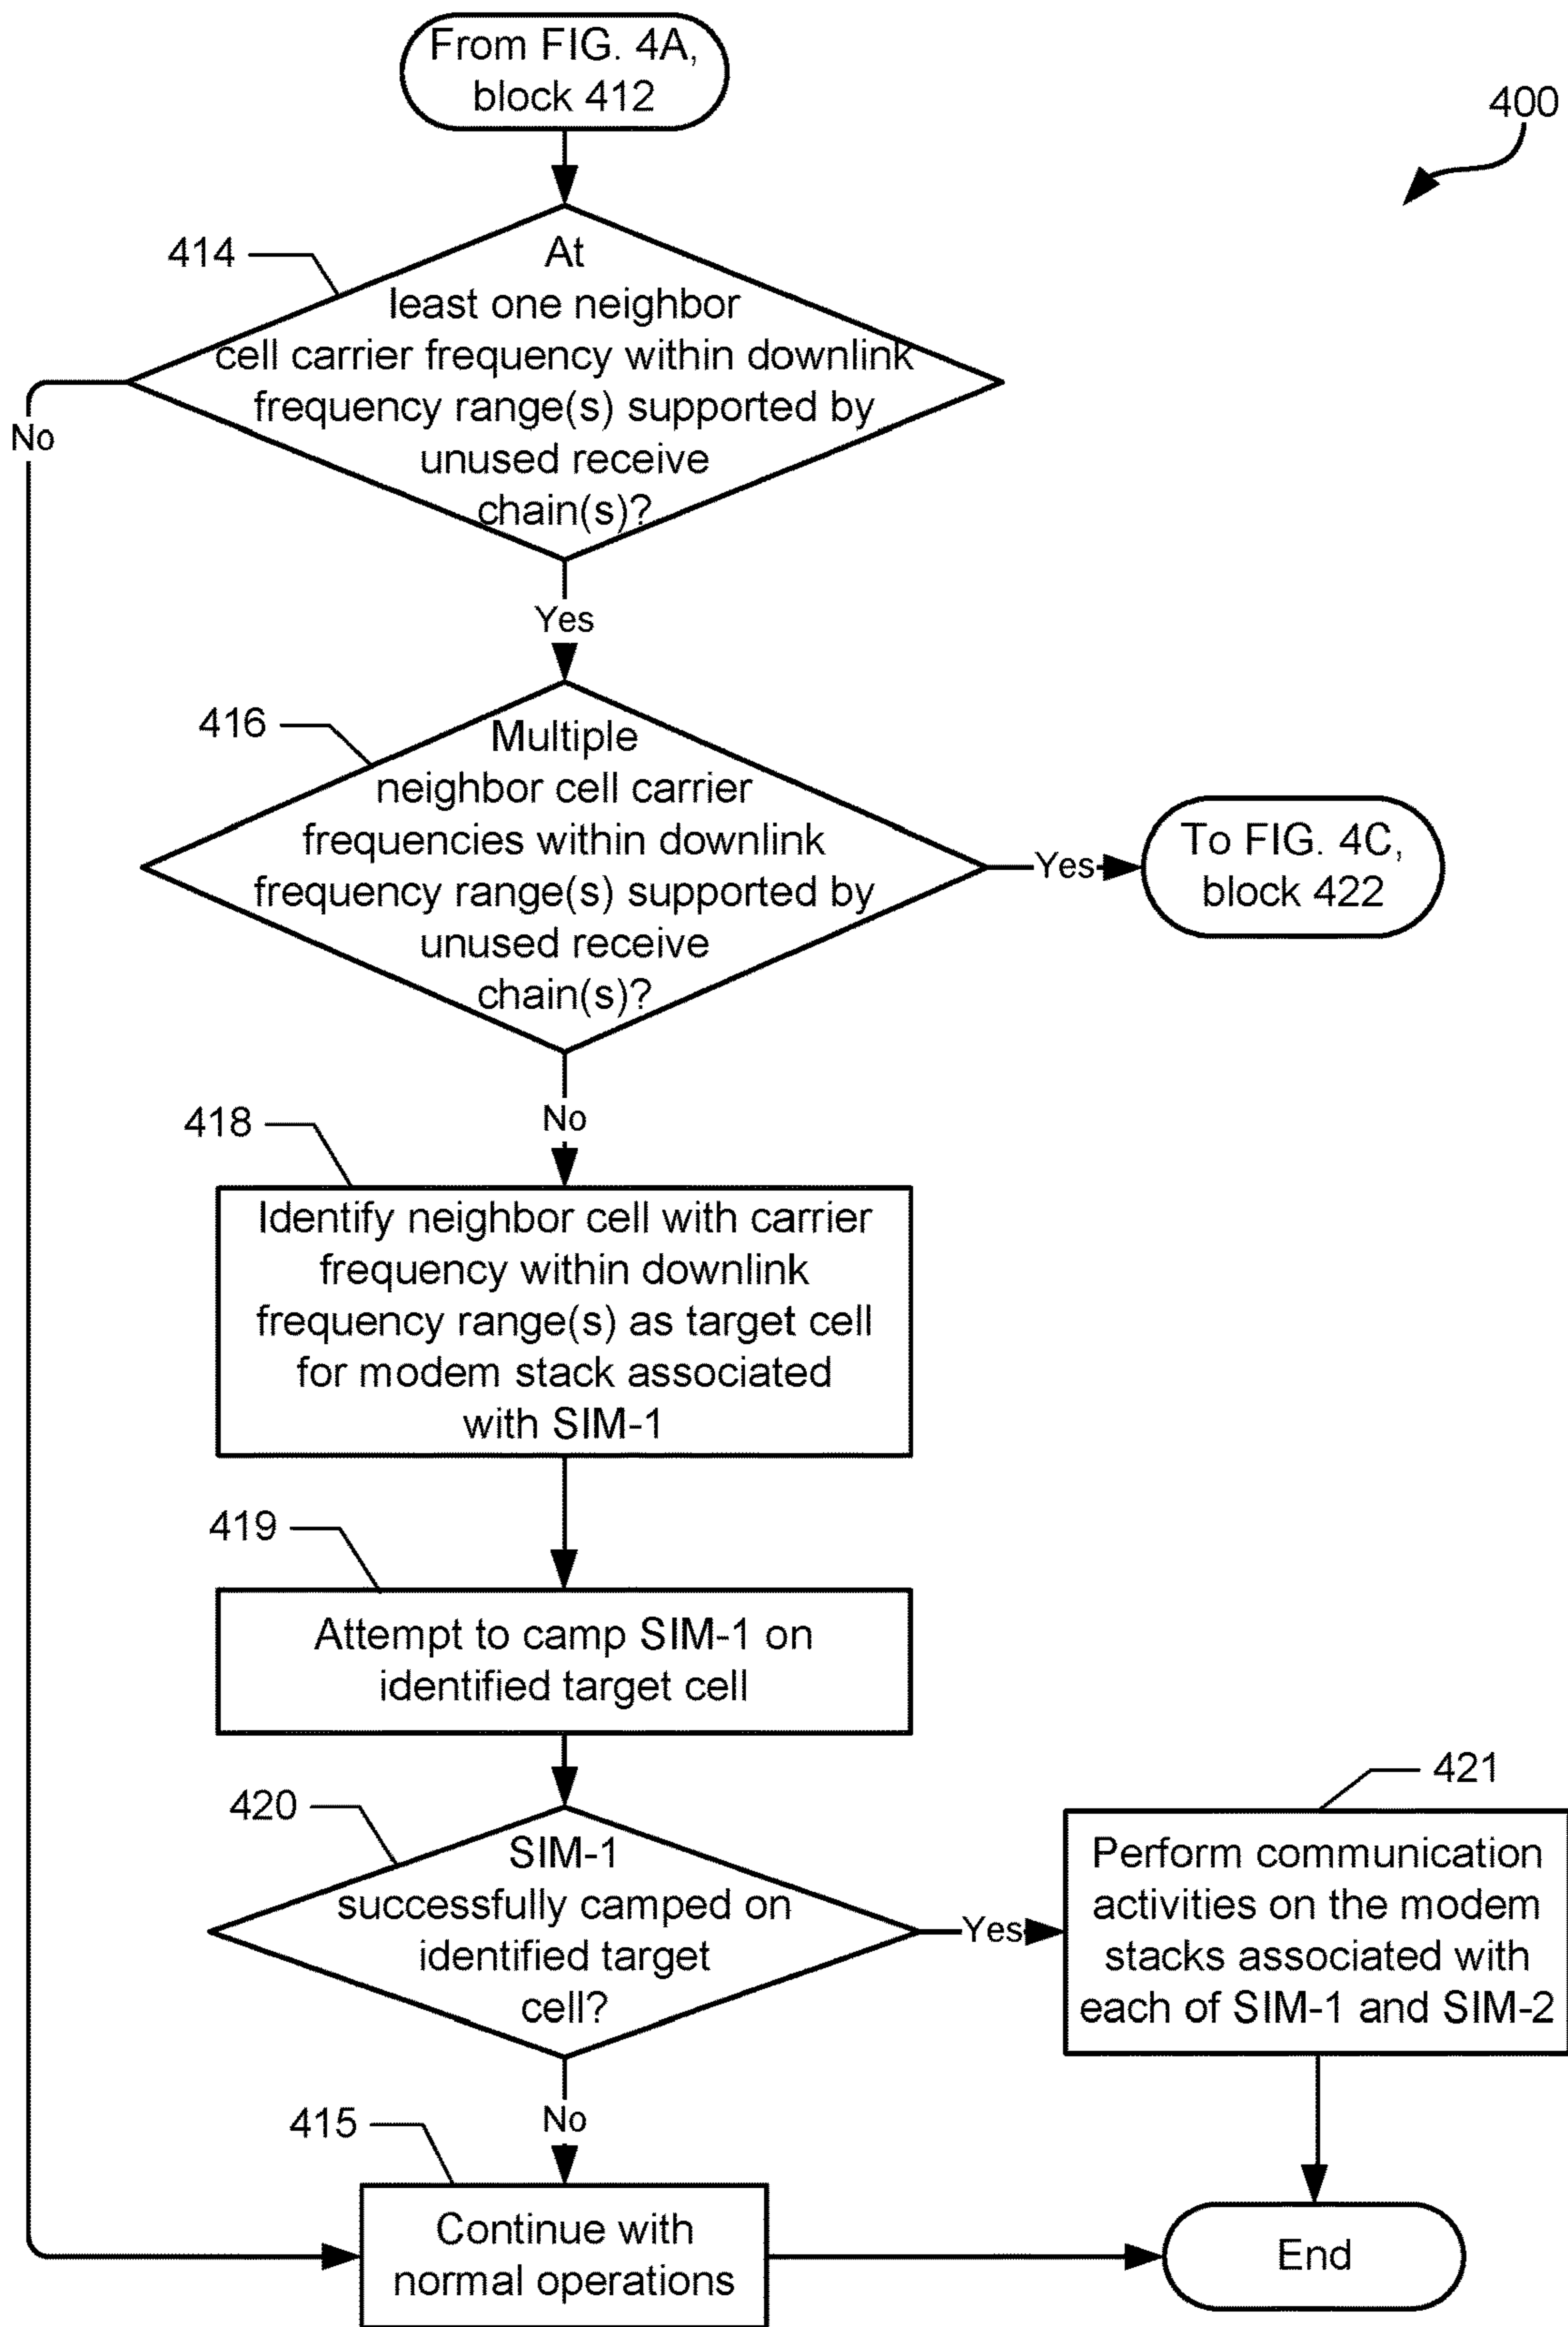 From FIG. 4A,
block 412
400
414
At
least one neighbor
cell carrier frequency within downlink
frequency range(s) supported by
unused receive
chain(s)?
No
Yes
416
Multiple
neighbor cell carrier
frequencies within downlink
frequency range(s) supported by
unused receive
chain(s)?
Yes
To FIG. 4C,
block 422
No
418
Identify neighbor cell with carrier
frequency within downlink
frequency range(s) as target cell
for modem stack associated
with SIM-1
419
Attempt to camp SIM-1 on
identified target cell
420
SIM-1
successfully camped on
identified target
cell?
Yes
421
Perform communication
activities on the modem
stacks associated with
each of SIM-1 and SIM-2
No
415
Continue with
normal operations
End